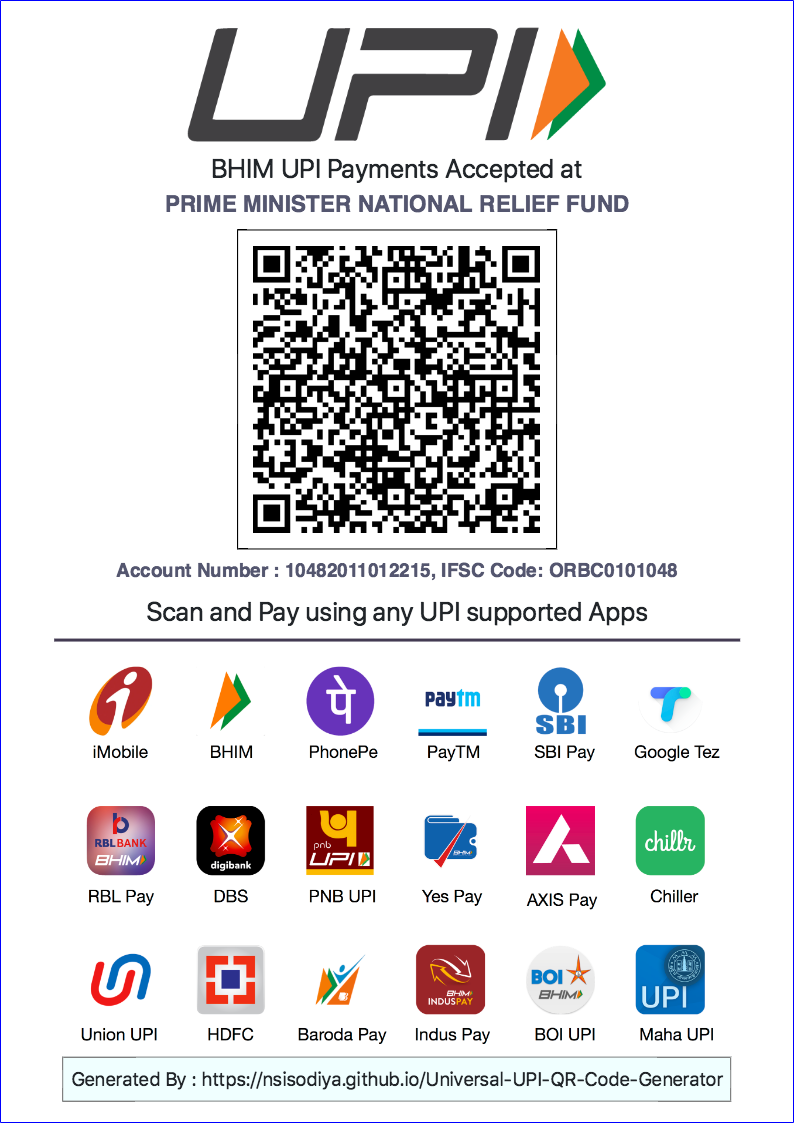 UPI
BHIM UPI Payments Accepted at
PRIME MINISTER NATIONAL RELIEF FUND
Account Number : 10482011012215, IFSC Code: ORBC0101048
Scan and Pay using any UPI supported Apps
i पे paytm SBI
iMobile BHIM PhonePe PayTM SBI Pay Google Tez
b RBLBANK BHIM digibank pnb UPI BHIM chillr
RBL Pay DBS PNB UPI Yes Pay AXIS Pay Chiller
BHIM INDUSPAY BOI BHIM UPI
Union UPI HDFC Baroda Pay Indus Pay BOI UPI Maha UPI
Generated By : https://nsisodiya.github.io/Universal-UPI-QR-Code-Generator